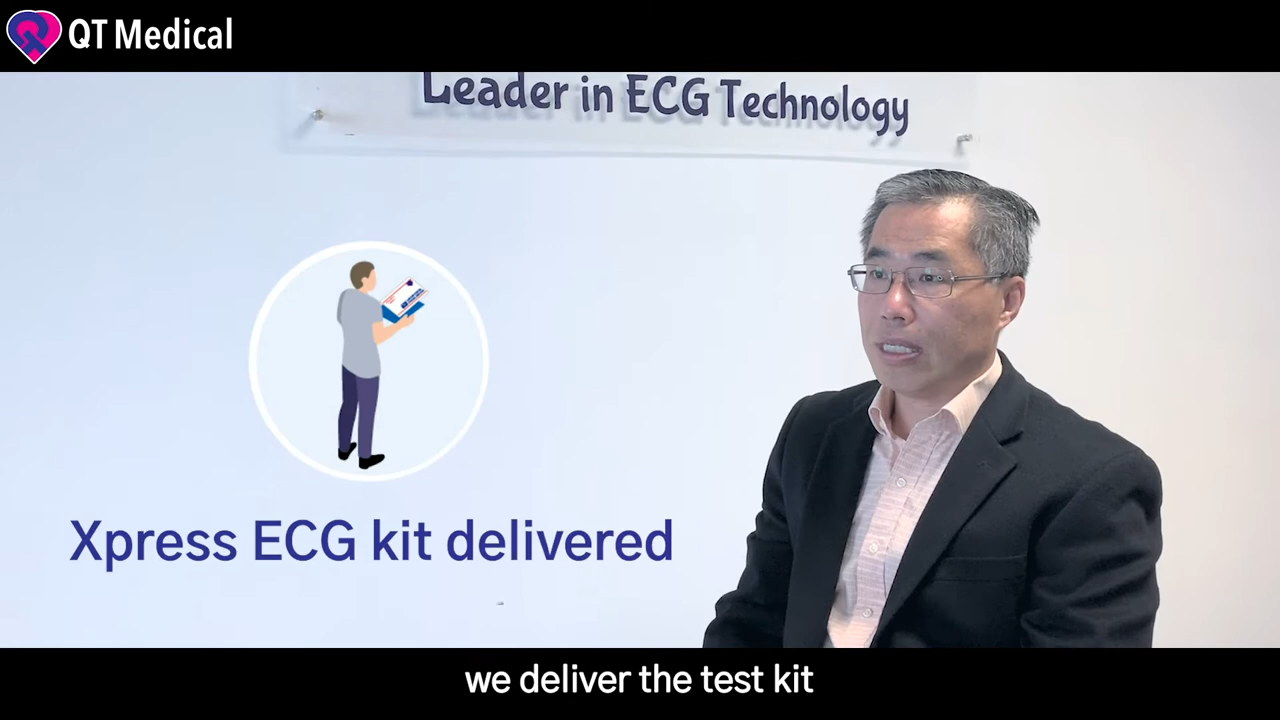 QT Medical
Leader in ECG Technology
Xpress ECG kit delivered
we deliver the test kit